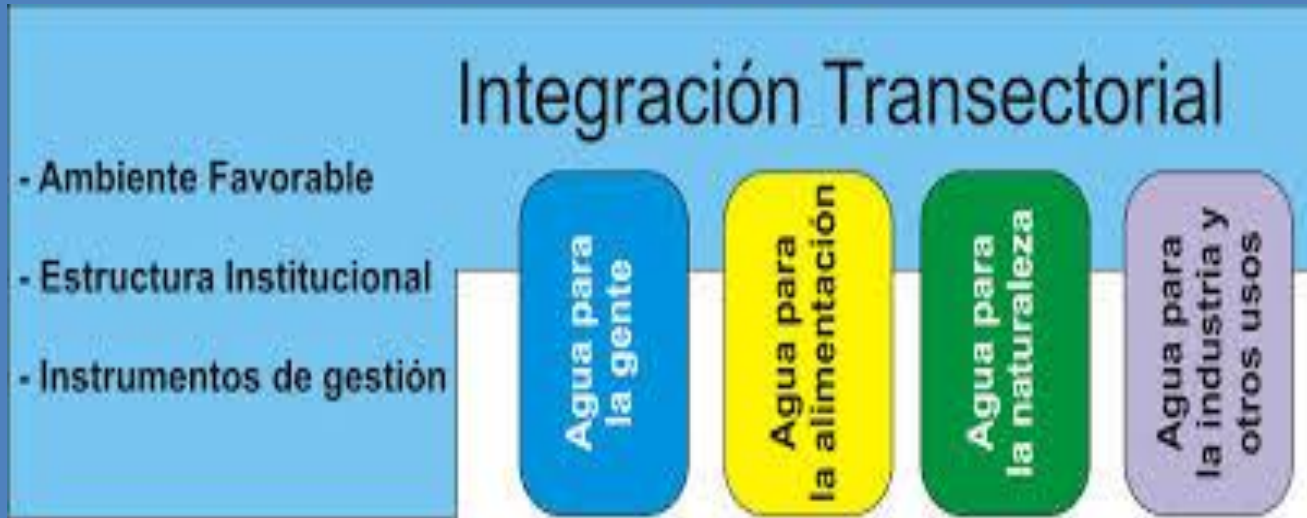 Integración Transectorial
- Ambiente Favorable
- Estructura Institucional
- Instrumentos de gestión
Agua para
la gente
Agua para
la alimentación
Agua para
la naturaleza
Agua para
la industria y
otros usos